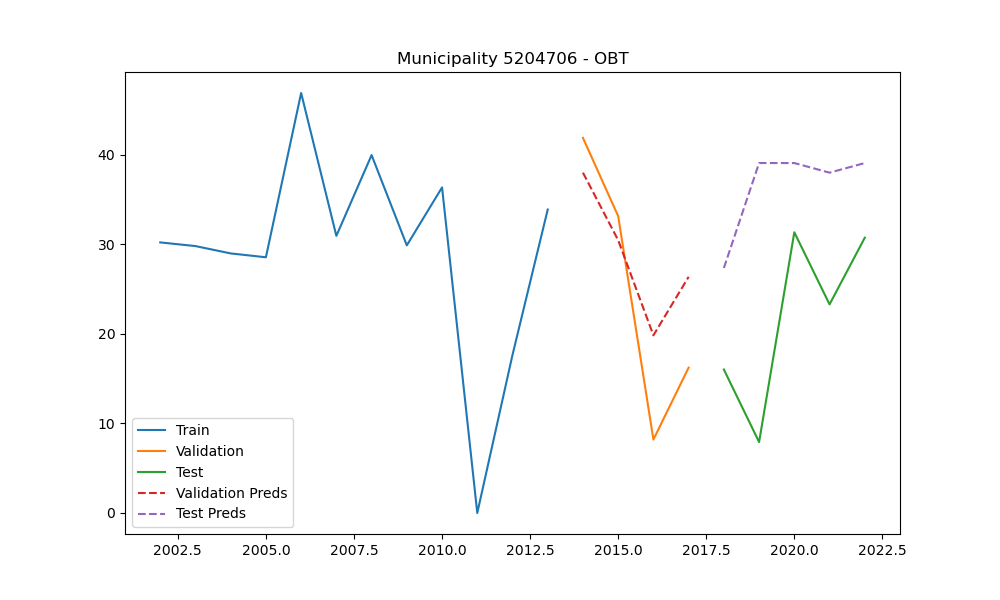 Municipality 5204706 - OBT
40
30
20
10
0
Train
Validation
Test
Validation Preds
Test Preds
2002.5 2005.0 2007.5 2010.0 2012.5 2015.0 2017.5 2020.0 2022.5